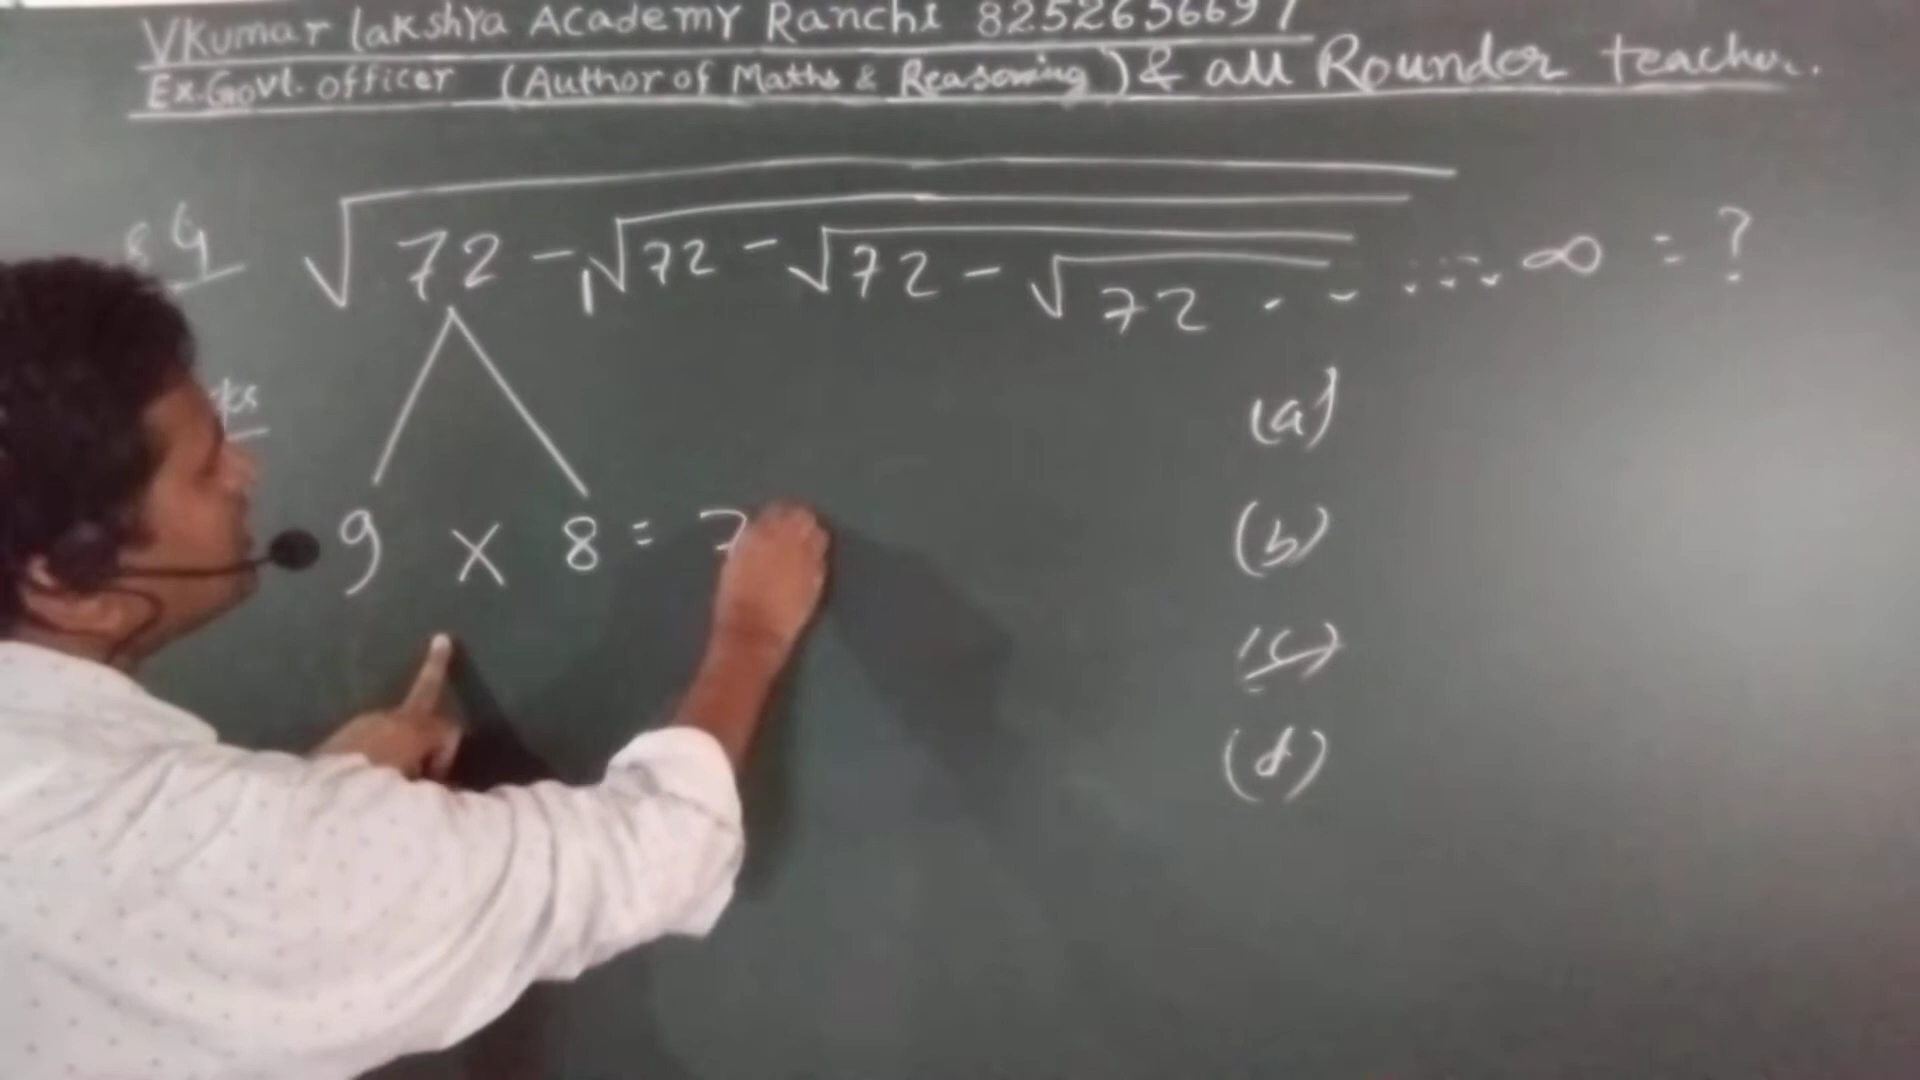 VKumar Lakshya Academy Ranchi 8252656697
Ex.Govt. officer (Author of Maths & Reasoning) & all Rounder teacher.
√72 - √72 - √72 - √72 - - ..... ∞ = ?
9 x 8 = 7
(a)
(b)
(c)
(d)